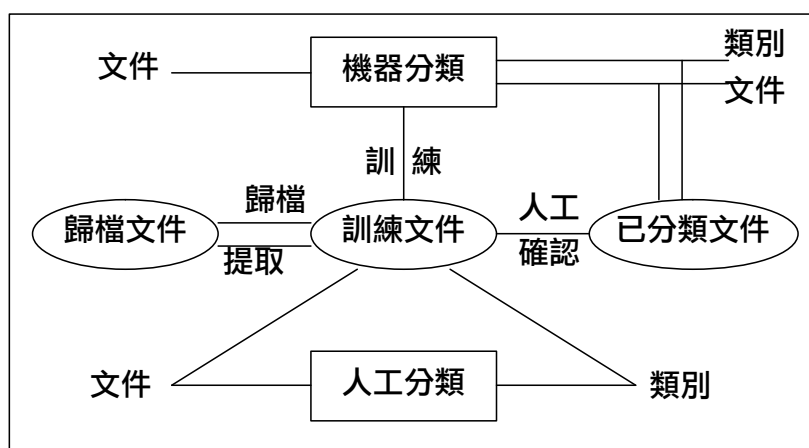 類別
文件
機器分類
文件
訓 練
歸檔
人工
歸檔文件
訓練文件
已分類文件
提取
確認
文件
人工分類
類別